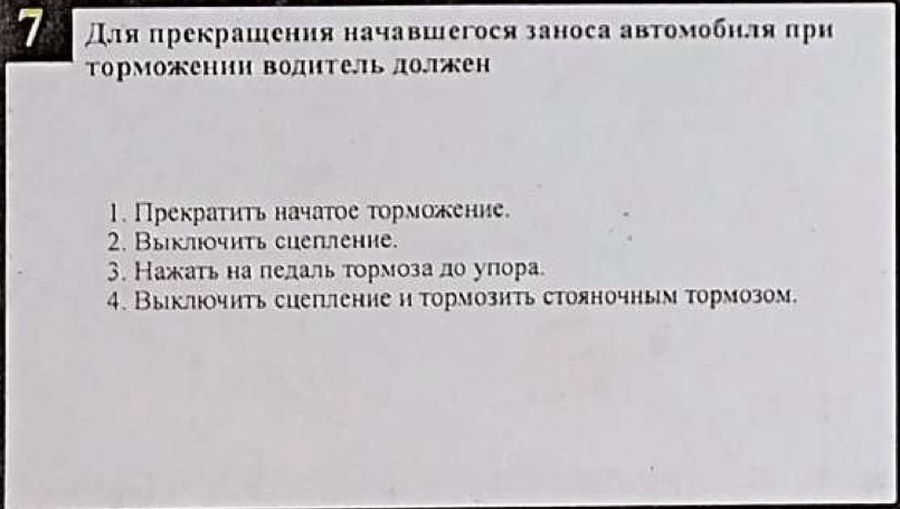 7
Для прекращения начавшегося заноса автомобиля при
торможении водитель должен
1. Прекратить начатое торможение.
2. Выключить сцепление.
3. Нажать на педаль тормоза до упора.
4. Выключить сцепление и тормозить стояночным тормозом.